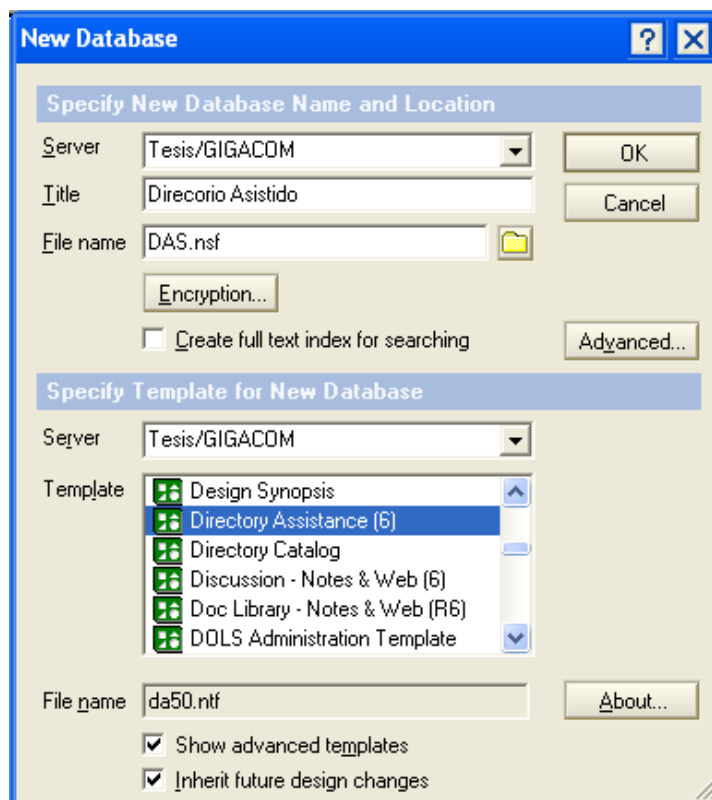 New Database
Specify New Database Name and Location
Server Tesis/GIGACOM OK
Title Direcorio Asistido Cancel
File name DAS.nsf
Encryption...
Create full text index for searching Advanced...
Specify Template for New Database
Server Tesis/GIGACOM
Template Design Synopsis
Directory Assistance (6)
Directory Catalog
Discussion - Notes & Web (6)
Doc Library - Notes & Web (R6)
DOLS Administration Template
File name da50.ntf About...
Show advanced templates
Inherit future design changes